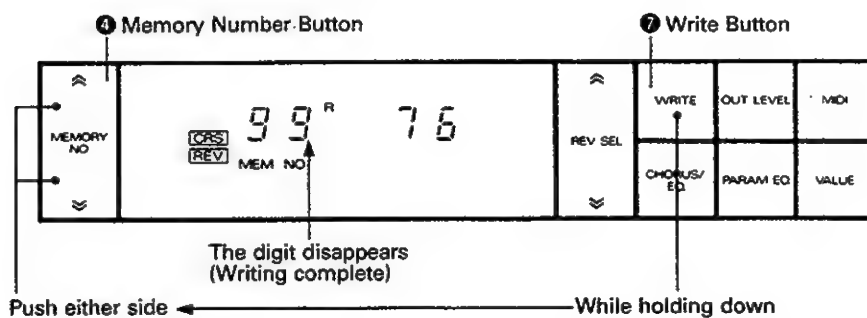 ❹ Memory Number Button
❼ Write Button
MEMORY
NO
CRS
REV
99 R 76
MEM NO
REV SEL
WRITE
OUT LEVEL
MIDI
CHORUS/
EQ
PARAM EQ
VALUE
The digit disappears
(Writing complete)
Push either side
While holding down